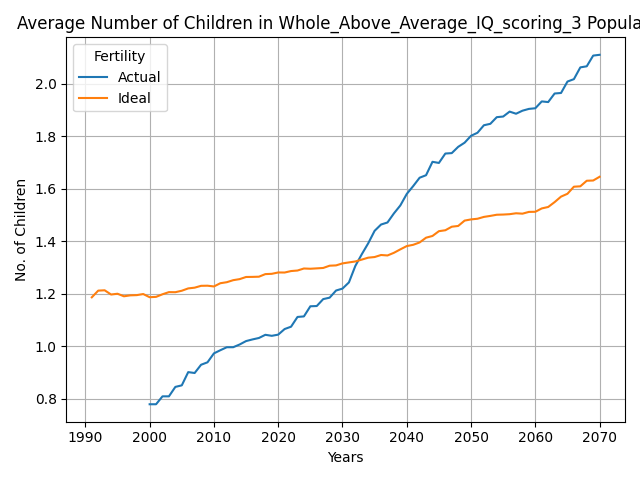 Average Number of Children in Whole_Above_Average_IQ_scoring_3 Popula
Fertility
Actual
Ideal
No. of Children
2.0
1.8
1.6
1.4
1.2
1.0
0.8
1990 2000 2010 2020 2030 2040 2050 2060 2070
Years